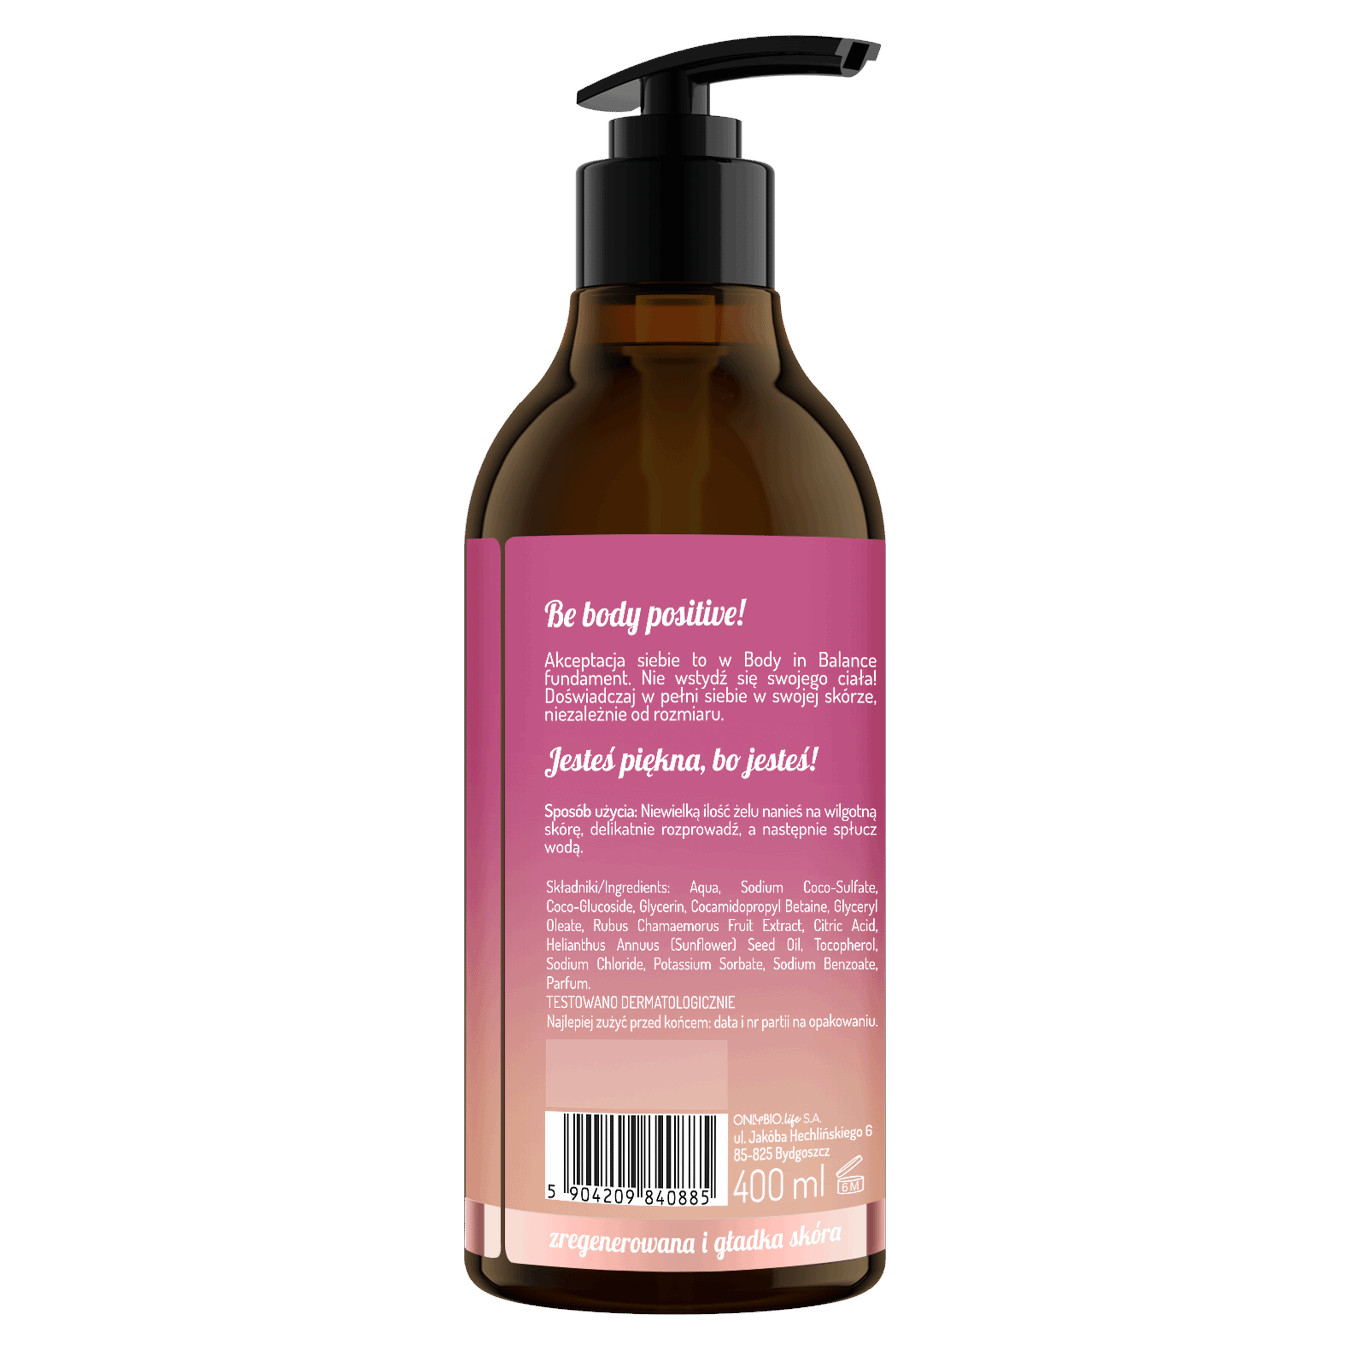 Be body positive!
Akceptacja siebie to w Body in Balance
fundament. Nie wstydź się swojego ciała!
Doświadczaj w pełni siebie w swojej skórze,
niezależnie od rozmiaru.
Jesteś piękna, bo jesteś!
Sposób użycia: Niewielką ilość żelu nanieś na wilgotną
skórę, delikatnie rozprowadź, a następnie spłucz
wodą.
Składniki/Ingredients: Aqua, Sodium Coco-Sulfate,
Coco-Glucoside, Glycerin, Cocamidopropyl Betaine, Glyceryl
Oleate, Rubus Chamaemorus Fruit Extract, Citric Acid,
Helianthus Annuus (Sunflower) Seed Oil, Tocopherol,
Sodium Chloride, Potassium Sorbate, Sodium Benzoate,
Parfum.
TESTOWANO DERMATOLOGICZNIE
Najlepiej zużyć przed końcem: data i nr partii na opakowaniu.
ONLYBIO.life S.A.
ul. Jakóba Hechlińskiego 6
85-825 Bydgoszcz
400 ml 6M
5 904209 840885
zregenerowana i gładka skóra